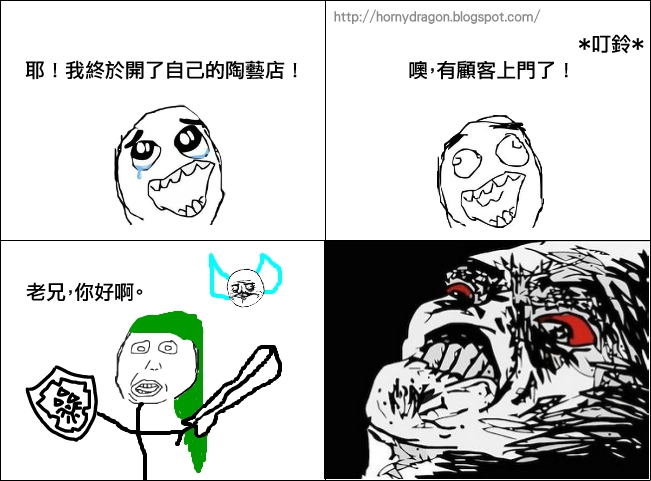 耶！我終於開了自己的陶藝店！
http://hornydragon.blogspot.com/
*叮鈴*
噢，有顧客上門了！
老兄，你好啊。